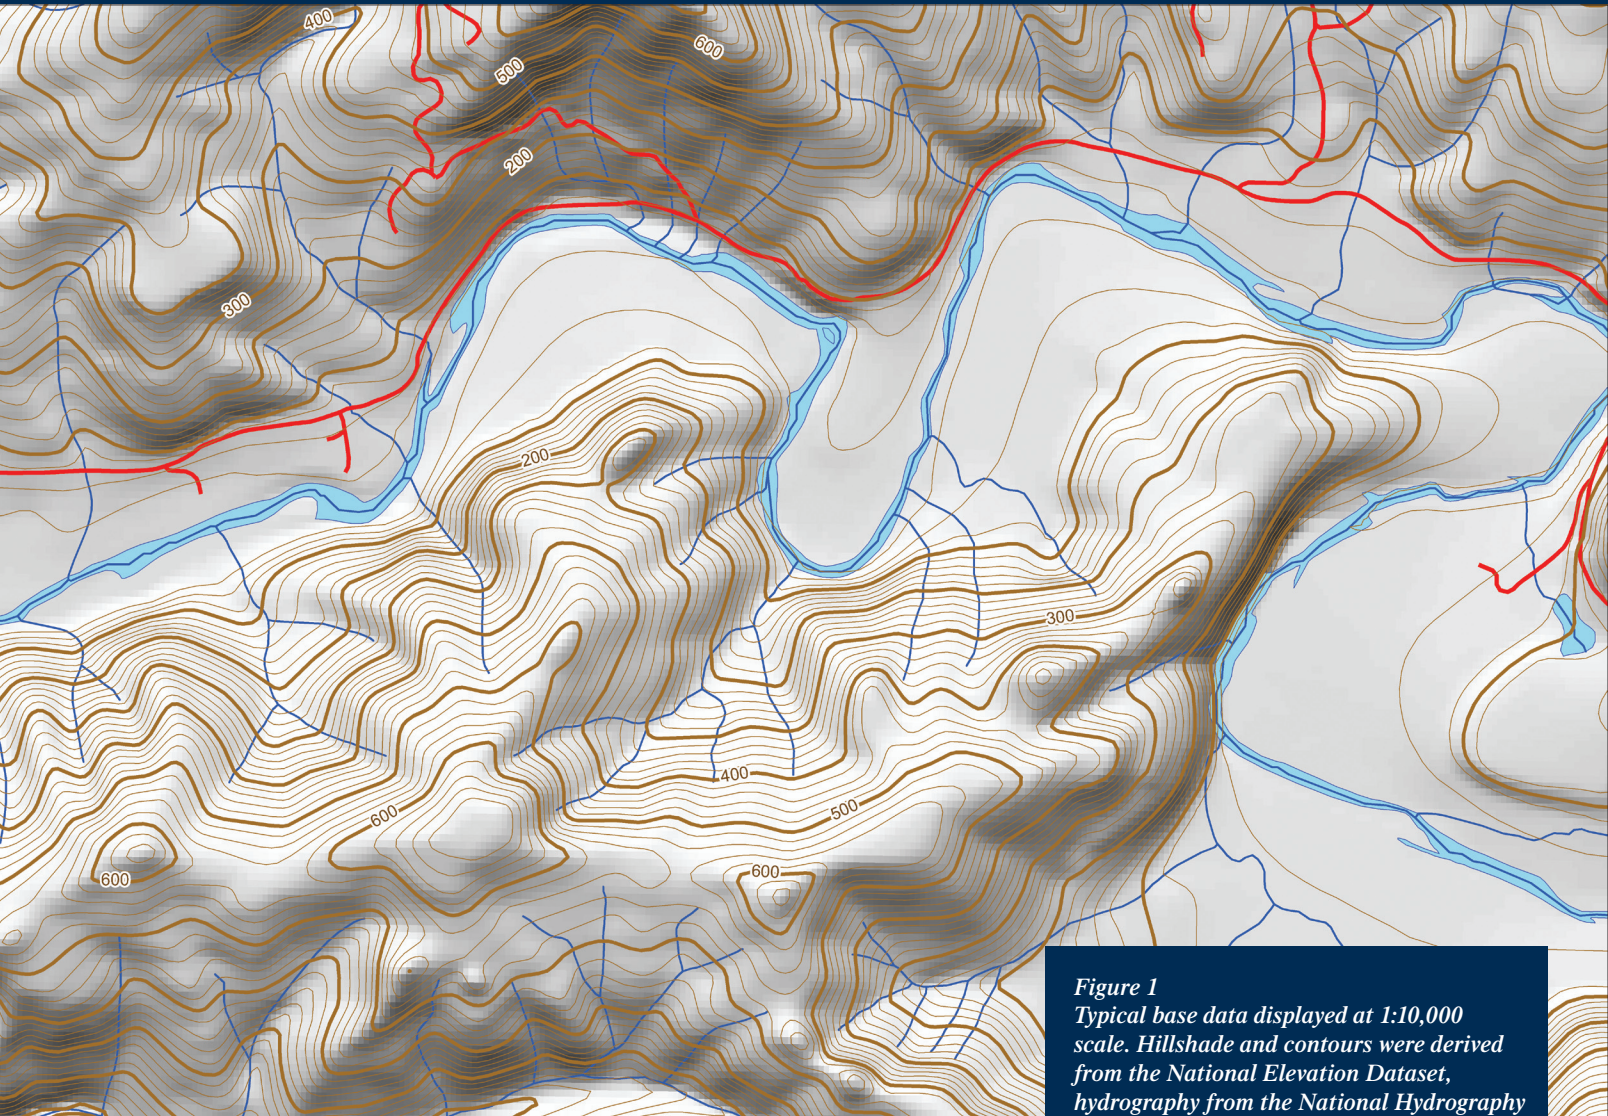 400
600
500
200
300
200
300
400
500
600
600
600
Figure 1
Typical base data displayed at 1:10,000
scale. Hillshade and contours were derived
from the National Elevation Dataset,
hydrography from the National Hydrography